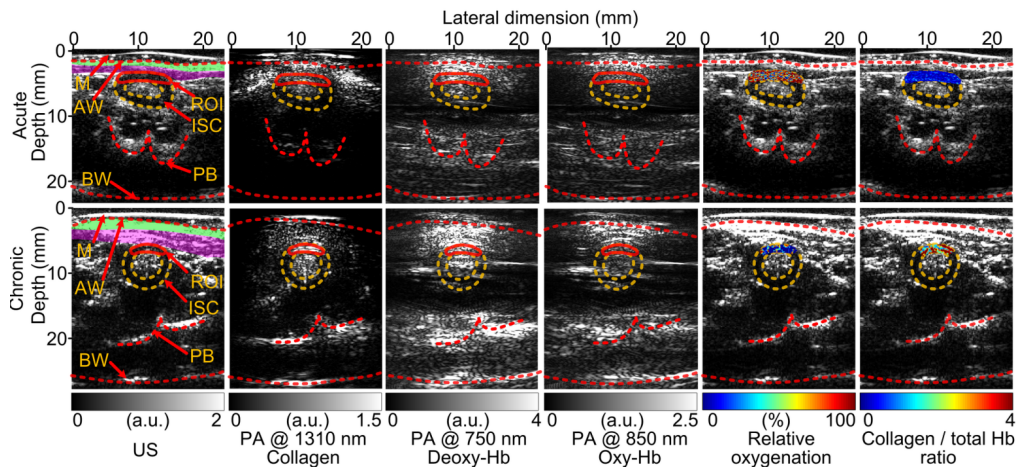 Lateral dimension (mm)
0 10 20 0 10 20 0 10 20 0 10 20 0 10 20 0 10 20
Acute
Depth (mm)
0
10
20
M
AW
ROI
ISC
PB
BW
Chronic
Depth (mm)
0
10
20
M
AW
ROI
ISC
PB
BW
0 (a.u.) 2 0 (a.u.) 1.5 0 (a.u.) 4 0 (a.u.) 2.5 0 (%) 100 0 4
US PA @ 1310 nm PA @ 750 nm PA @ 850 nm Relative Collagen / total Hb
Collagen Deoxy-Hb Oxy-Hb oxygenation ratio